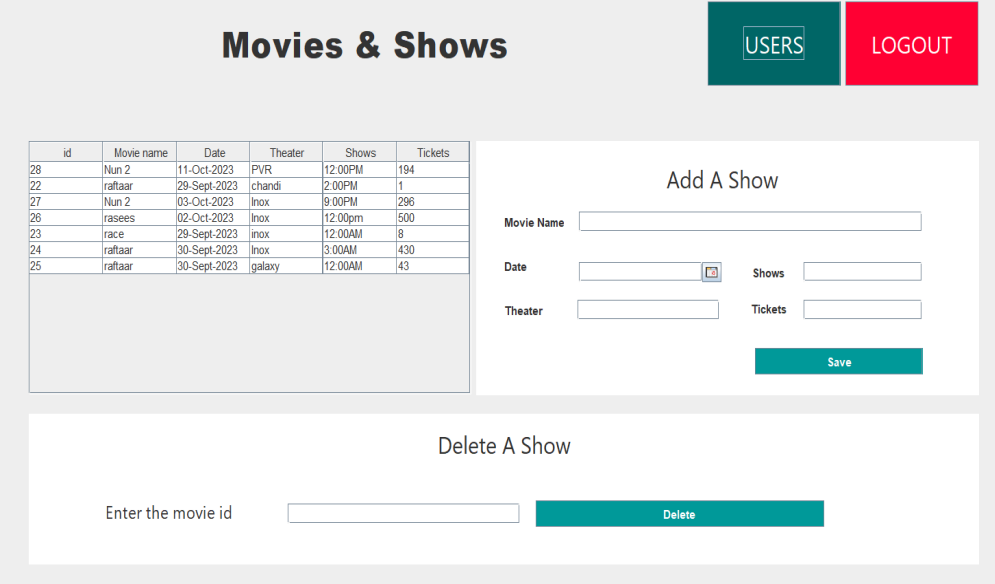 Movies & Shows
USERS
LOGOUT
id Movie name Date Theater Shows Tickets
28 Nun 2 11-Oct-2023 PVR 12:00PM 194
22 raftaar 29-Sept-2023 chandi 2:00PM 1
27 Nun 2 03-Oct-2023 Inox 9:00PM 296
26 rasees 02-Oct-2023 Inox 12:00pm 500
23 race 29-Sept-2023 inox 12:00AM 8
24 raftaar 30-Sept-2023 Inox 3:00AM 430
25 raftaar 30-Sept-2023 galaxy 12:00AM 43
Add A Show
Movie Name
Date
Shows
Theater
Tickets
Save
Delete A Show
Enter the movie id
Delete